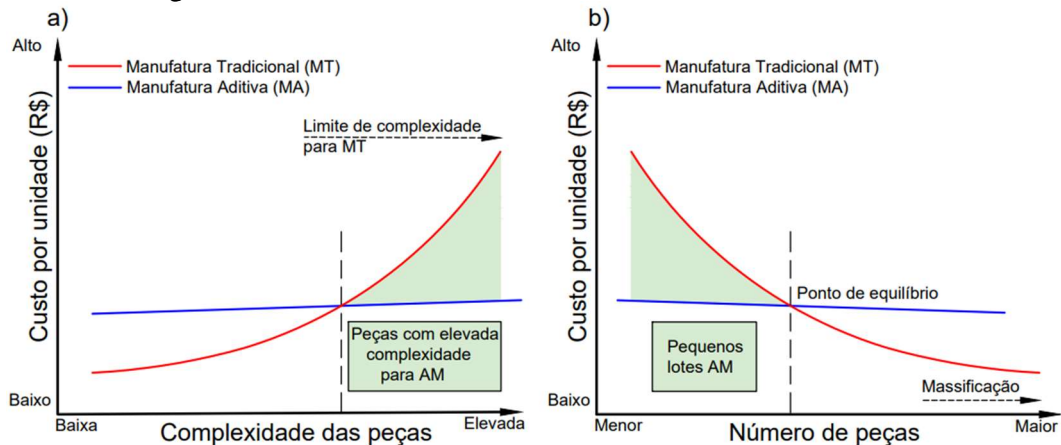 a)
Alto
Manufatura Tradicional (MT)
Manufatura Aditiva (MA)
Custo por unidade (R$)
Limite de complexidade
para MT
Peças com elevada
complexidade
para AM
Baixo
Baixa
Complexidade das peças
Elevada
b)
Alto
Manufatura Tradicional (MT)
Manufatura Aditiva (MA)
Custo por unidade (R$)
Ponto de equilíbrio
Pequenos
lotes AM
Massificação
Baixo
Menor
Número de peças
Maior